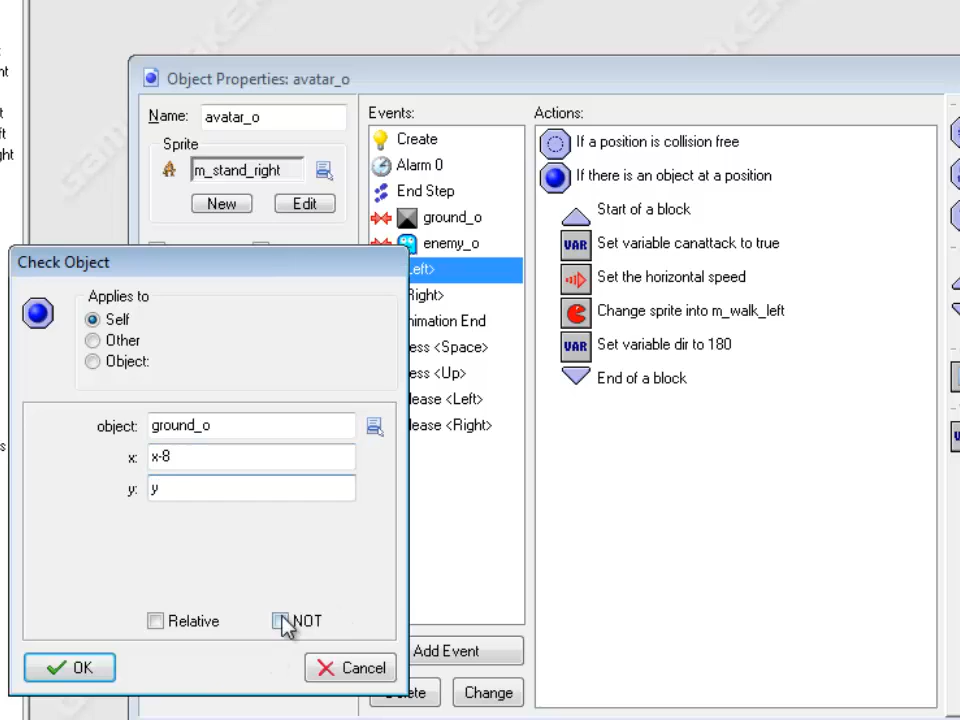 Object Properties: avatar_o
Name: avatar_o
Sprite
m_stand_right
New
Edit
Events:
Create
Alarm 0
End Step
ground_o
enemy_o
Left>
Right>
nimation End
ess <Space>
ess <Up>
lease <Left>
lease <Right>
Add Event
Change
Actions:
If a position is collision free
If there is an object at a position
Start of a block
VAR Set variable canattack to true
Set the horizontal speed
Change sprite into m_walk_left
VAR Set variable dir to 180
End of a block
Check Object
Applies to
Self
Other
Object:
object: ground_o
x: x-8
y: y
Relative
NOT
OK
Cancel